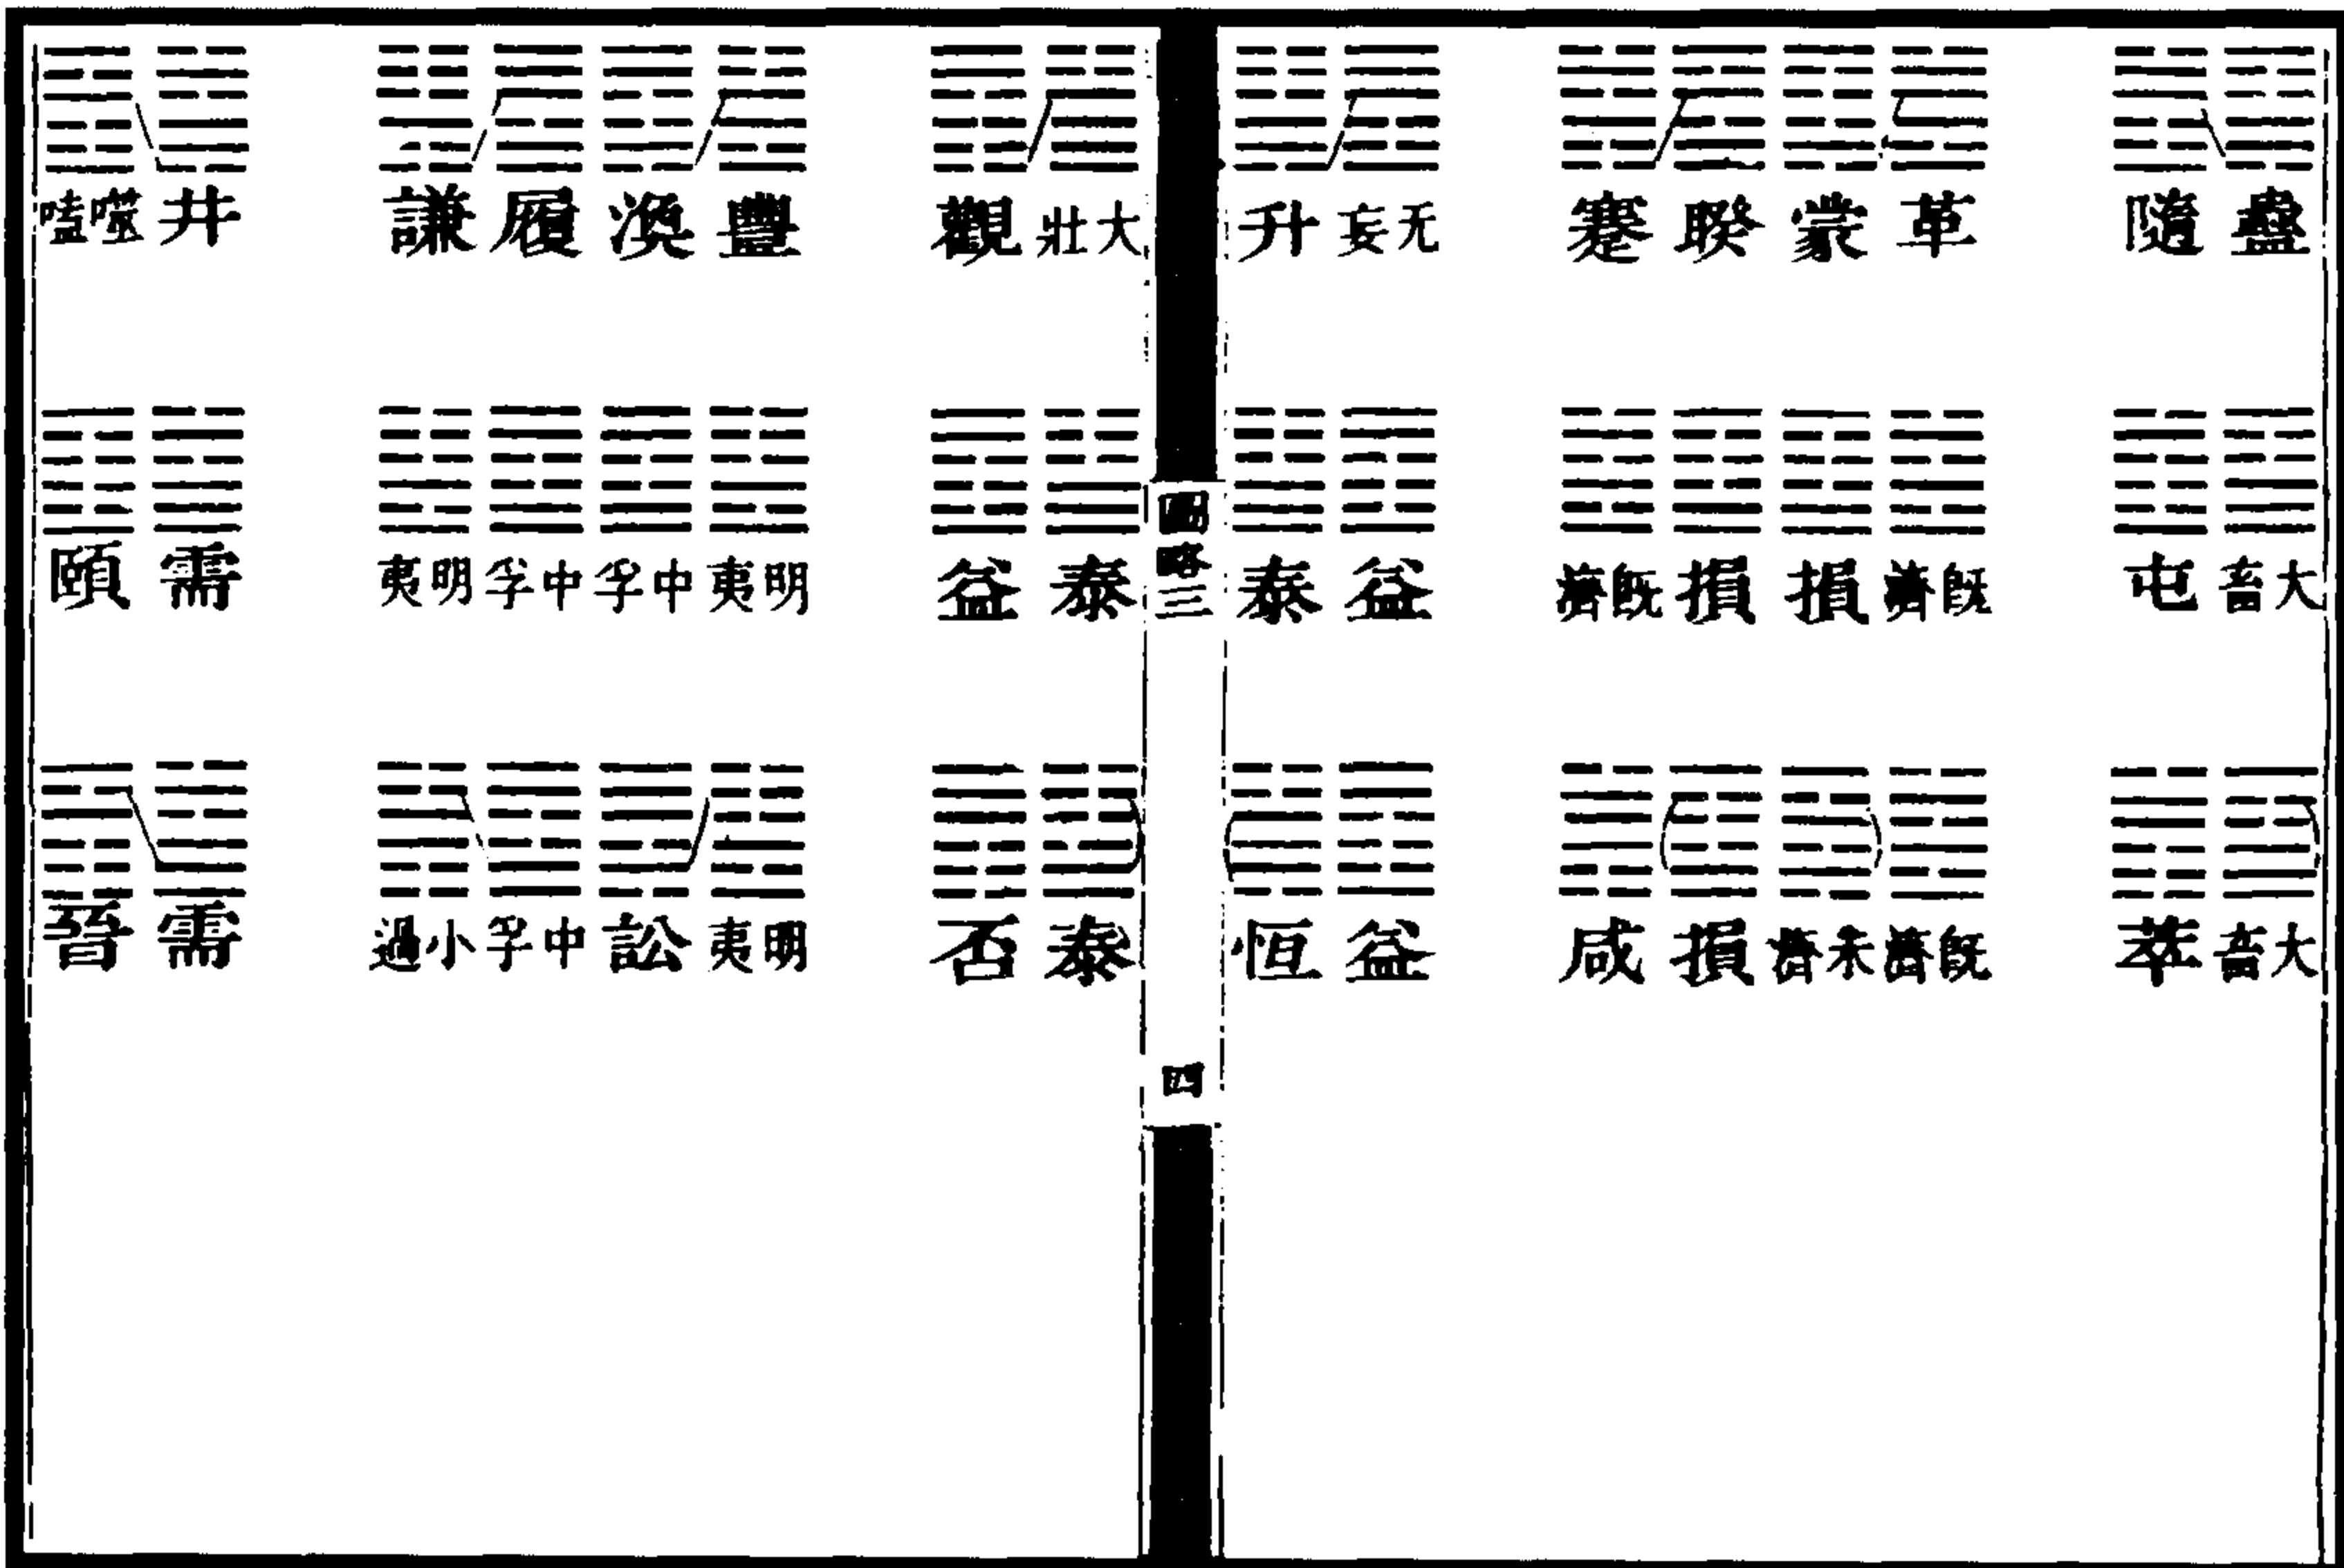 蠱 隨 革 蒙 睽 蹇 无妄 升
大畜 屯 既濟 損 損 既濟 益 泰
大畜 萃 既濟 未濟 損 咸 益 恒
圖略三
四
大壯 觀 豐 渙 履 謙 井 噬嗑
泰 益 明夷 中孚 中孚 明夷 需 頤
泰 否 明夷 訟 中孚 小過 需 晉